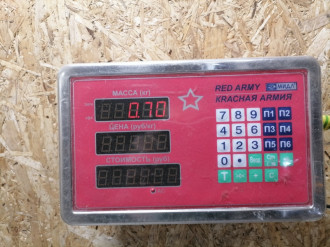 МАССА (кг)
0.70
RED ARMY МИДЛ
КРАСНАЯ АРМИЯ
ЦЕНА (руб/кг)
СТОИМОСТЬ (руб)
7 8 9 П1 П2
4 5 6 П3 П4
1 2 3 П5 П6
0
T C